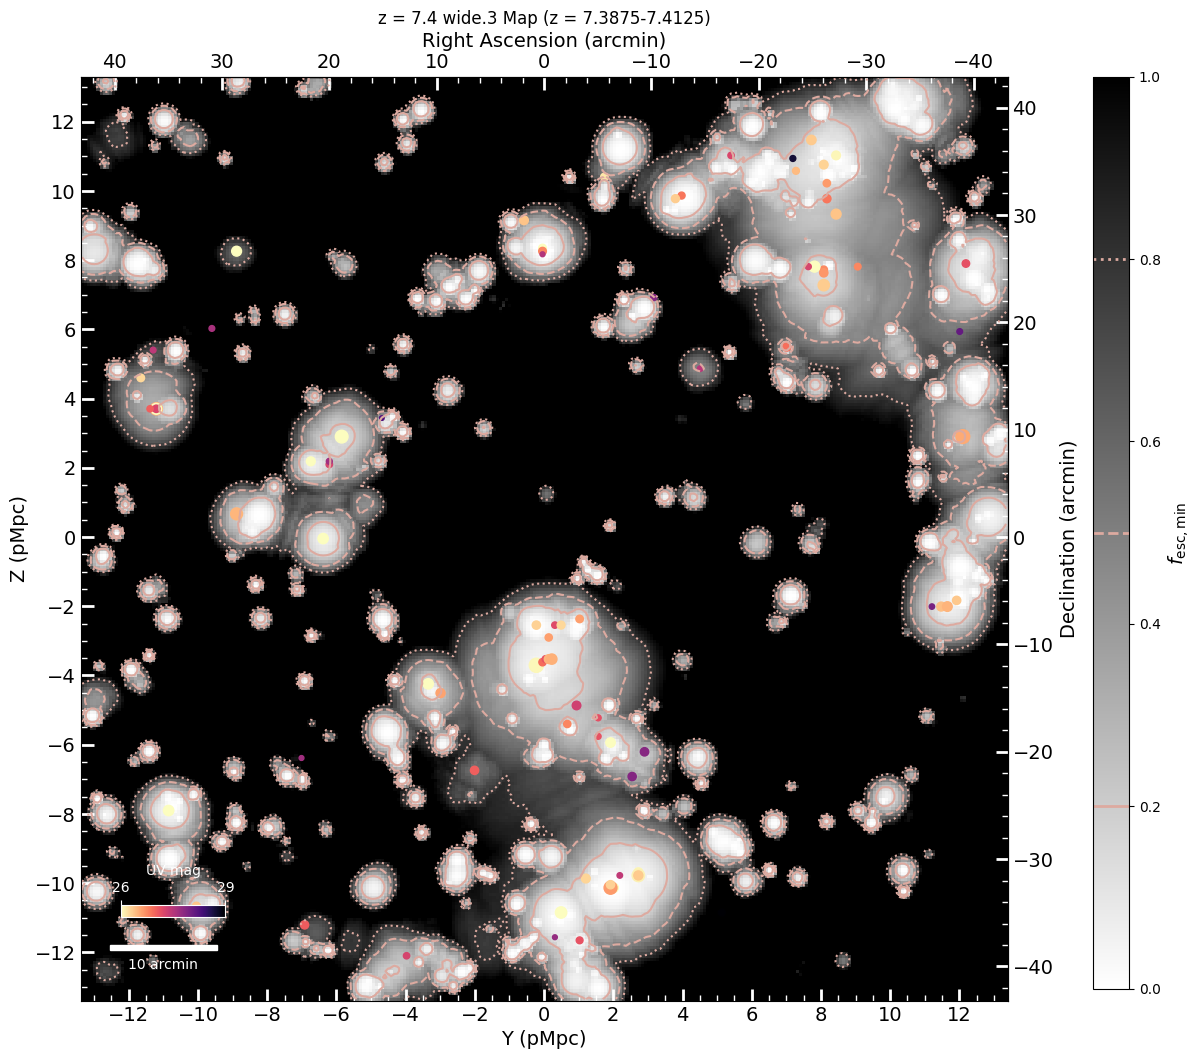 z = 7.4 wide.3 Map (z = 7.3875-7.4125)
Right Ascension (arcmin)
40 30 20 10 0 −10 −20 −30 −40
12 10 8 6 4 2 0 −2 −4 −6 −8 −10 −12
Z (pMpc)
40 30 20 10 0 −10 −20 −30 −40
Declination (arcmin)
1.0 0.8 0.6 0.5 0.4 0.2 0.0
f_esc,min
UV mag
26 29
10 arcmin
−12 −10 −8 −6 −4 −2 0 2 4 6 8 10 12
Y (pMpc)